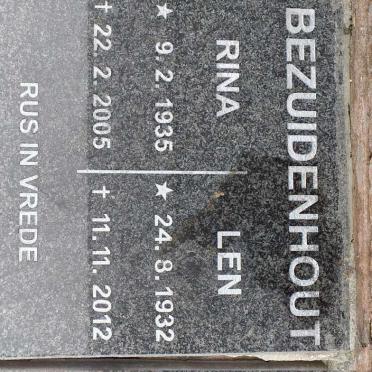 BEZUIDENHOUT
RINA LEN
★ 9. 2. 1935 ★ 24. 8. 1932
† 22. 2. 2005 † 11. 11. 2012
RUS IN VREDE